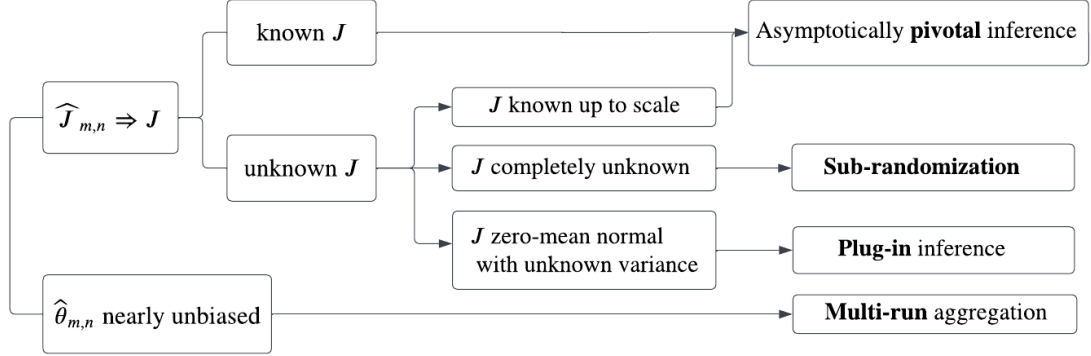 known J
Asymptotically pivotal inference
Ĵ m,n ⇒ J
J known up to scale
unknown J
J completely unknown
Sub-randomization
J zero-mean normal
with unknown variance
Plug-in inference
θ̂ m,n nearly unbiased
Multi-run aggregation